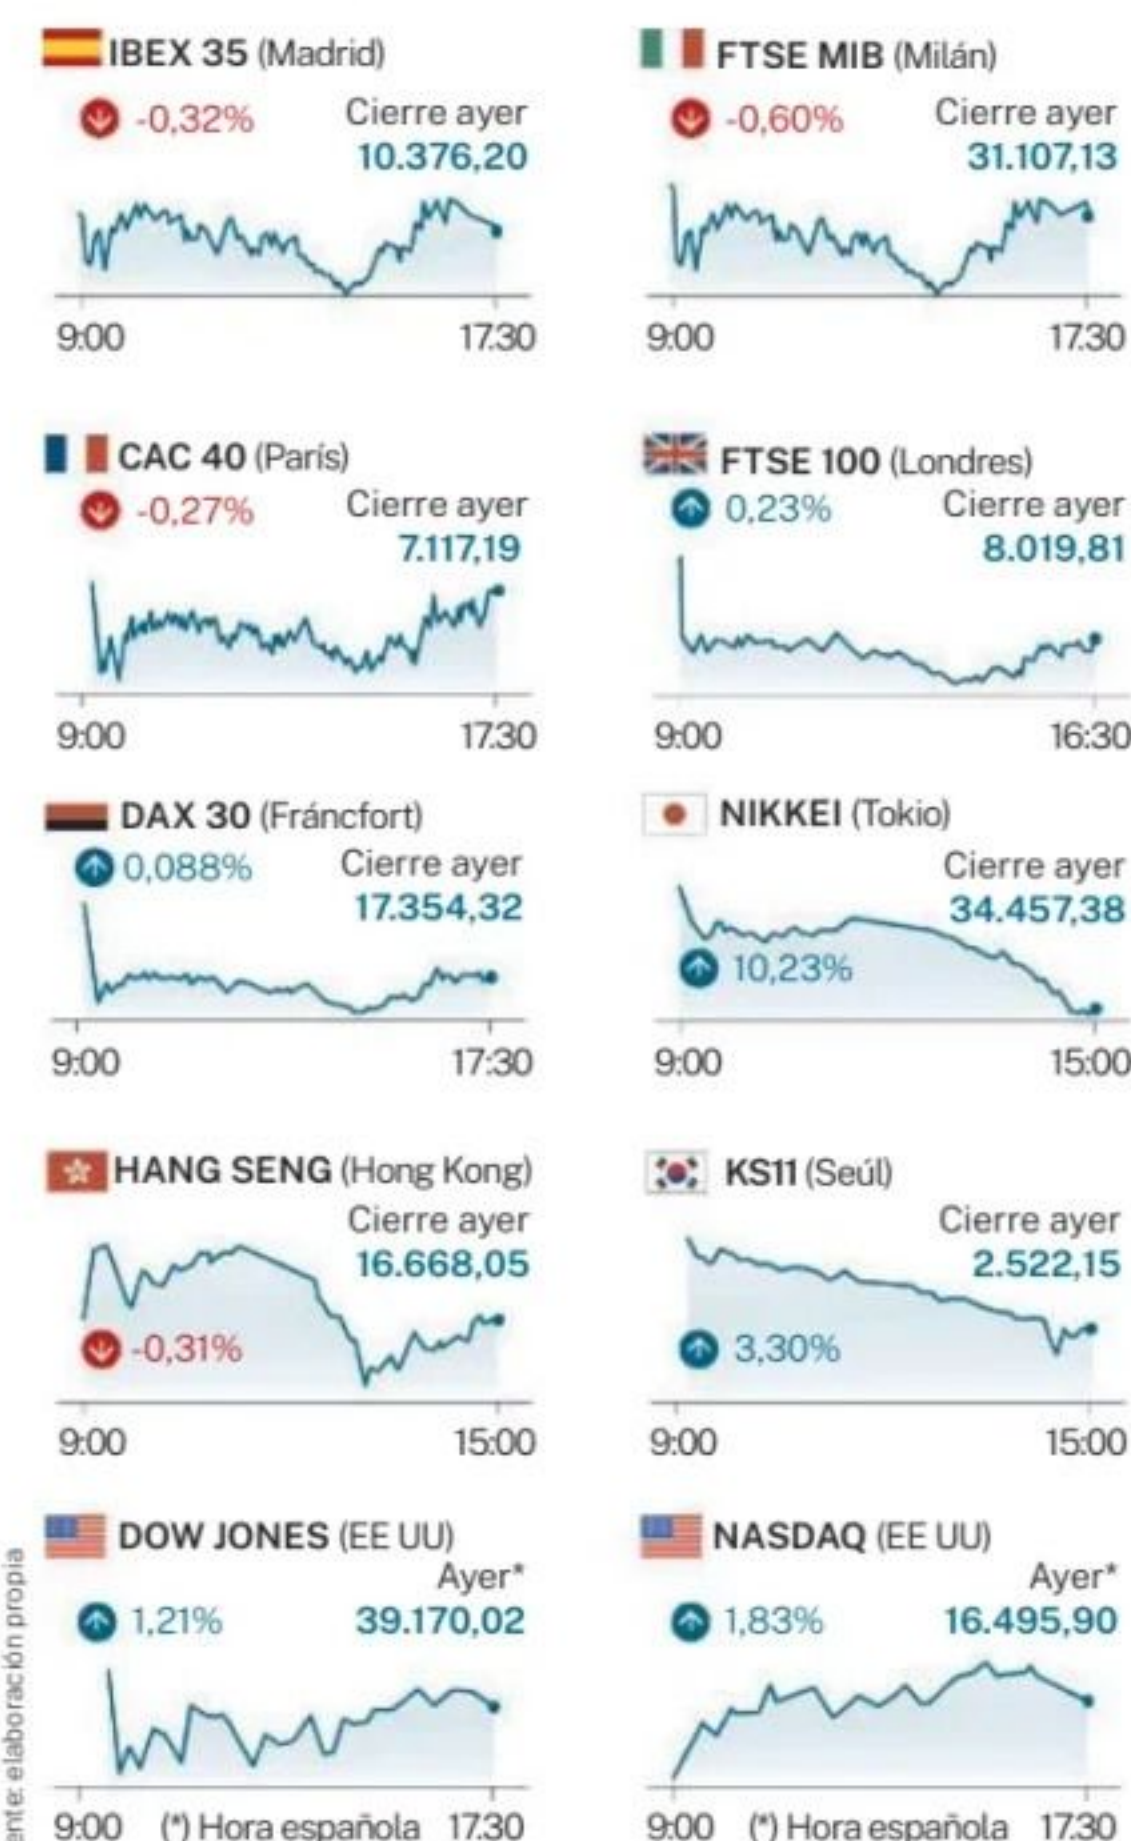 IBEX 35 (Madrid)
-0,32%
Cierre ayer
10.376,20
9:00
17.30
FTSE MIB (Milán)
-0,60%
Cierre ayer
31.107,13
9:00
17.30
CAC 40 (París)
-0,27%
Cierre ayer
7.117,19
9:00
17.30
FTSE 100 (Londres)
0,23%
Cierre ayer
8.019,81
9:00
16:30
DAX 30 (Fráncfort)
0,088%
Cierre ayer
17.354,32
9:00
17:30
NIKKEI (Tokio)
Cierre ayer
34.457,38
10,23%
9:00
15:00
HANG SENG (Hong Kong)
Cierre ayer
16.668,05
-0,31%
9:00
15:00
KS11 (Seúl)
Cierre ayer
2.522,15
3,30%
9:00
15:00
DOW JONES (EE UU)
Ayer*
1,21%
39.170,02
9:00 (*) Hora española 17.30
NASDAQ (EE UU)
Ayer*
1,83%
16.495,90
9:00 (*) Hora española 17.30
ente: elaboración propia